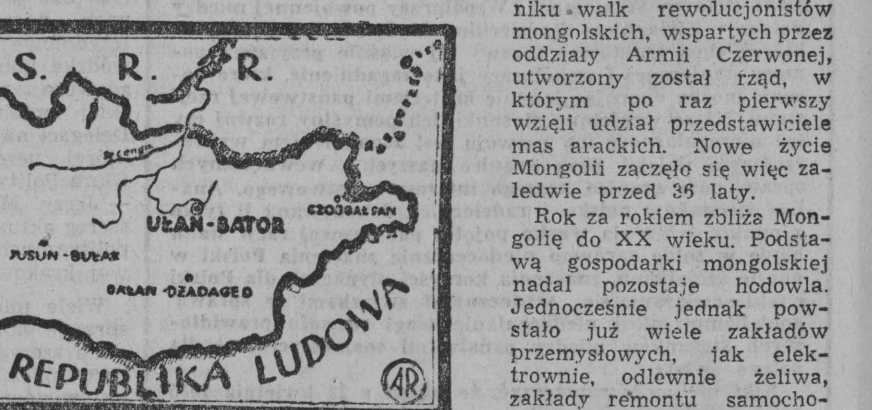 S. R. R.
Selenga
UŁAN-BATOR
CZOJBALSAN
JUSUN-BUŁAK
DAŁAN-DZADAGED
REPUBLIKA LUDOWA
AR
niku walk rewolucjonistów
mongolskich, wspartych przez
oddziały Armii Czerwonej,
utworzony został rząd, w
którym po raz pierwszy
wzięli udział przedstawiciele
mas arackich. Nowe życie
Mongolii zaczęło się więc za-
ledwie przed 36 laty.
Rok za rokiem zbliża Mon-
golię do XX wieku. Podsta-
wą gospodarki mongolskiej
nadal pozostaje hodowla.
Jednocześnie jednak pow-
stało już wiele zakładów
przemysłowych, jak elek-
trownie, odlewnie żeliwa,
zakłady remontu samocho-